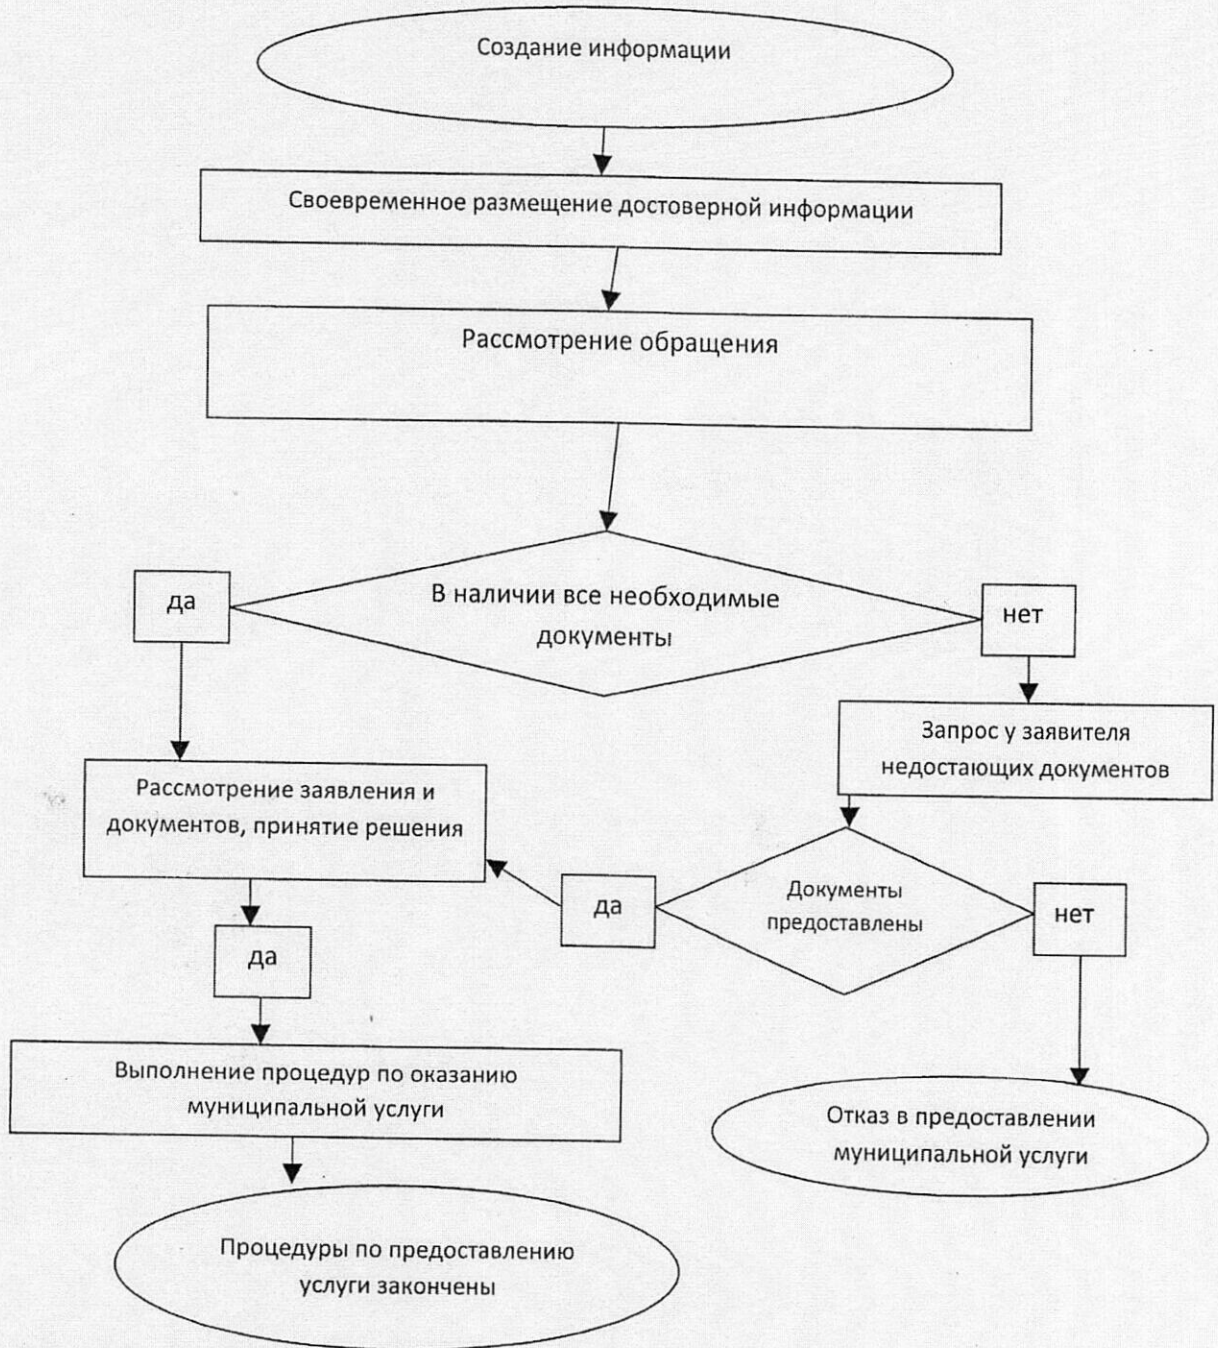 Создание информации
Своевременное размещение достоверной информации
Рассмотрение обращения
В наличии все необходимые
документы
да
нет
Запрос у заявителя
недостающих документов
Рассмотрение заявления и
документов, принятие решения
Документы
предоставлены
да
нет
да
Выполнение процедур по оказанию
муниципальной услуги
Отказ в предоставлении
муниципальной услуги
Процедуры по предоставлению
услуги закончены